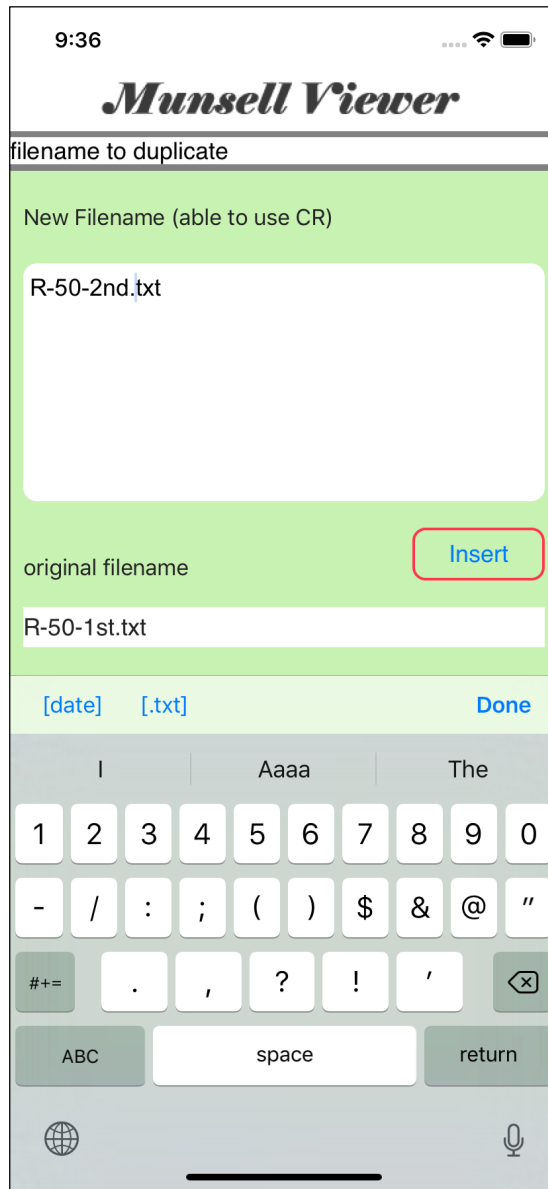 9:36
Munsell Viewer
filename to duplicate
New Filename (able to use CR)
R-50-2nd.txt
Insert
original filename
R-50-1st.txt
[date] [.txt] Done
I Aaaa The
1 2 3 4 5 6 7 8 9 0
- / : ; ( ) $ & @ "
#+= . , ? ! '
ABC space return